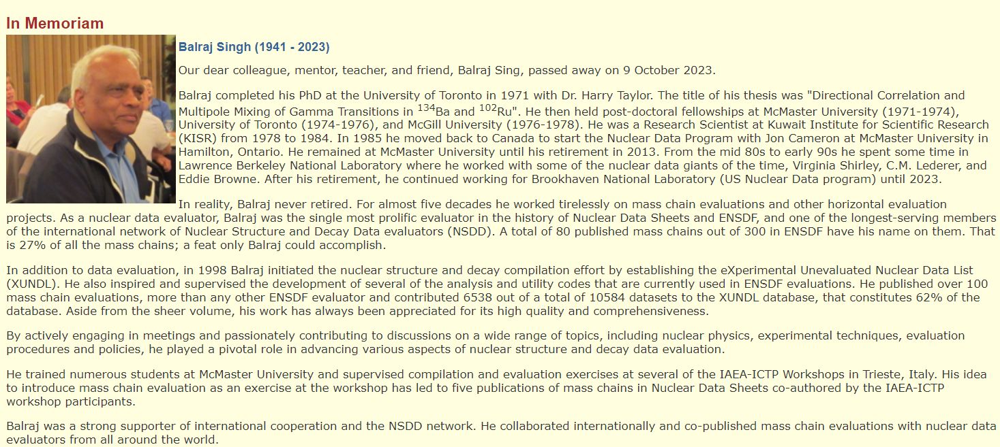 In Memoriam
Balraj Singh (1941 - 2023)
Our dear colleague, mentor, teacher, and friend, Balraj Sing, passed away on 9 October 2023.
Balraj completed his PhD at the University of Toronto in 1971 with Dr. Harry Taylor. The title of his thesis was "Directional Correlation and
Multipole Mixing of Gamma Transitions in ¹³⁴Ba and ¹⁰²Ru". He then held post-doctoral fellowships at McMaster University (1971-1974),
University of Toronto (1974-1976), and McGill University (1976-1978). He was a Research Scientist at Kuwait Institute for Scientific Research
(KISR) from 1978 to 1984. In 1985 he moved back to Canada to start the Nuclear Data Program with Jon Cameron at McMaster University in
Hamilton, Ontario. He remained at McMaster University until his retirement in 2013. From the mid 80s to early 90s he spent some time in
Lawrence Berkeley National Laboratory where he worked with some of the nuclear data giants of the time, Virginia Shirley, C.M. Lederer, and
Eddie Browne. After his retirement, he continued working for Brookhaven National Laboratory (US Nuclear Data program) until 2023.
In reality, Balraj never retired. For almost five decades he worked tirelessly on mass chain evaluations and other horizontal evaluation
projects. As a nuclear data evaluator, Balraj was the single most prolific evaluator in the history of Nuclear Data Sheets and ENSDF, and one of the longest-serving members
of the international network of Nuclear Structure and Decay Data evaluators (NSDD). A total of 80 published mass chains out of 300 in ENSDF have his name on them. That
is 27% of all the mass chains; a feat only Balraj could accomplish.
In addition to data evaluation, in 1998 Balraj initiated the nuclear structure and decay compilation effort by establishing the eXperimental Unevaluated Nuclear Data List
(XUNDL). He also inspired and supervised the development of several of the analysis and utility codes that are currently used in ENSDF evaluations. He published over 100
mass chain evaluations, more than any other ENSDF evaluator and contributed 6538 out of a total of 10584 datasets to the XUNDL database, that constitutes 62% of the
database. Aside from the sheer volume, his work has always been appreciated for its high quality and comprehensiveness.
By actively engaging in meetings and passionately contributing to discussions on a wide range of topics, including nuclear physics, experimental techniques, evaluation
procedures and policies, he played a pivotal role in advancing various aspects of nuclear structure and decay data evaluation.
He trained numerous students at McMaster University and supervised compilation and evaluation exercises at several of the IAEA-ICTP Workshops in Trieste, Italy. His idea
to introduce mass chain evaluation as an exercise at the workshop has led to five publications of mass chains in Nuclear Data Sheets co-authored by the IAEA-ICTP
workshop participants.
Balraj was a strong supporter of international cooperation and the NSDD network. He collaborated internationally and co-published mass chain evaluations with nuclear data
evaluators from all around the world.